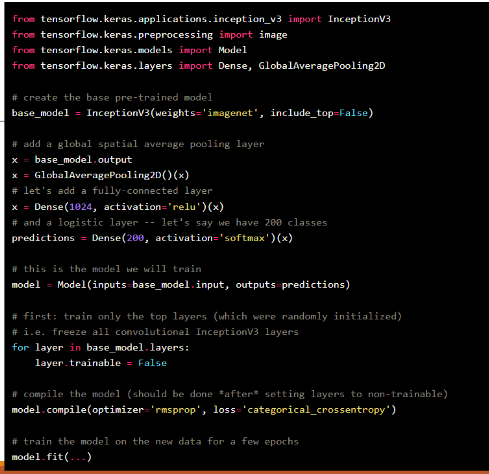 from tensorflow.keras.applications.inception_v3 import InceptionV3
from tensorflow.keras.preprocessing import image
from tensorflow.keras.models import Model
from tensorflow.keras.layers import Dense, GlobalAveragePooling2D
# create the base pre-trained model
base_model = InceptionV3(weights='imagenet', include_top=False)
# add a global spatial average pooling layer
x = base_model.output
x = GlobalAveragePooling2D()(x)
# let's add a fully-connected layer
x = Dense(1024, activation='relu')(x)
# and a logistic layer -- let's say we have 200 classes
predictions = Dense(200, activation='softmax')(x)
# this is the model we will train
model = Model(inputs=base_model.input, outputs=predictions)
# first: train only the top layers (which were randomly initialized)
# i.e. freeze all convolutional InceptionV3 layers
for layer in base_model.layers:
    layer.trainable = False
# compile the model (should be done *after* setting layers to non-trainable)
model.compile(optimizer='rmsprop', loss='categorical_crossentropy')
# train the model on the new data for a few epochs
model.fit(...)